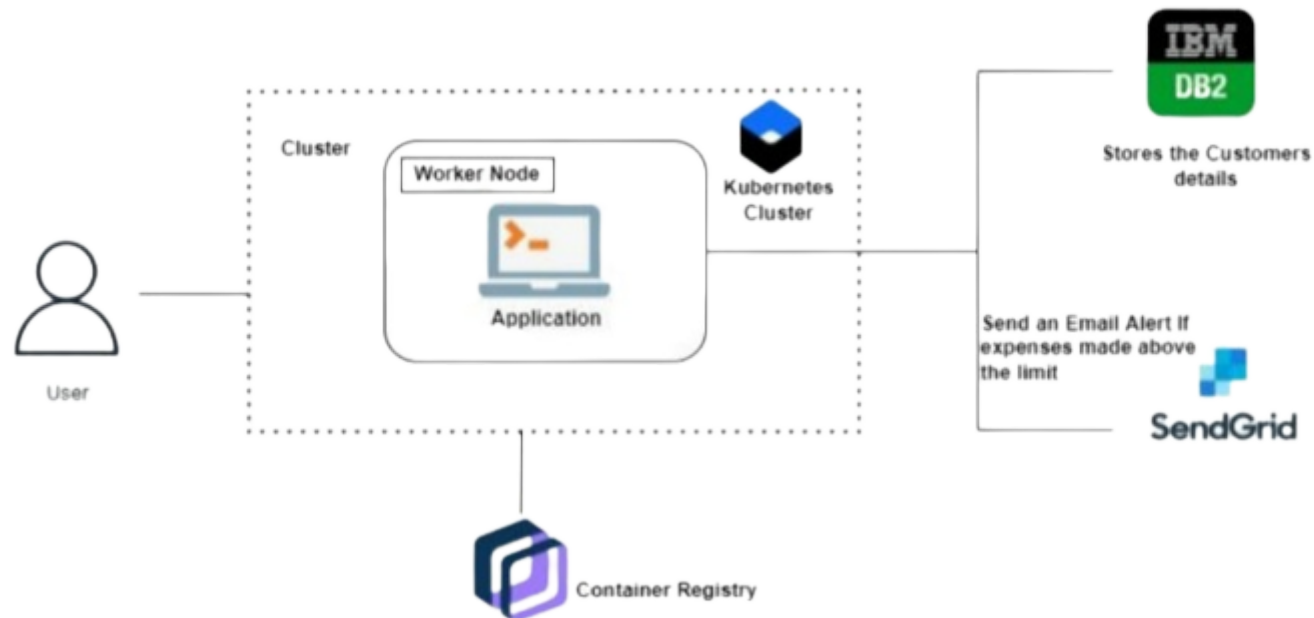 IBM
DB2
Stores the Customers
details
Cluster
Worker Node
Kubernetes
Cluster
Application
User
Send an Email Alert If
expenses made above
the limit
SendGrid
Container Registry